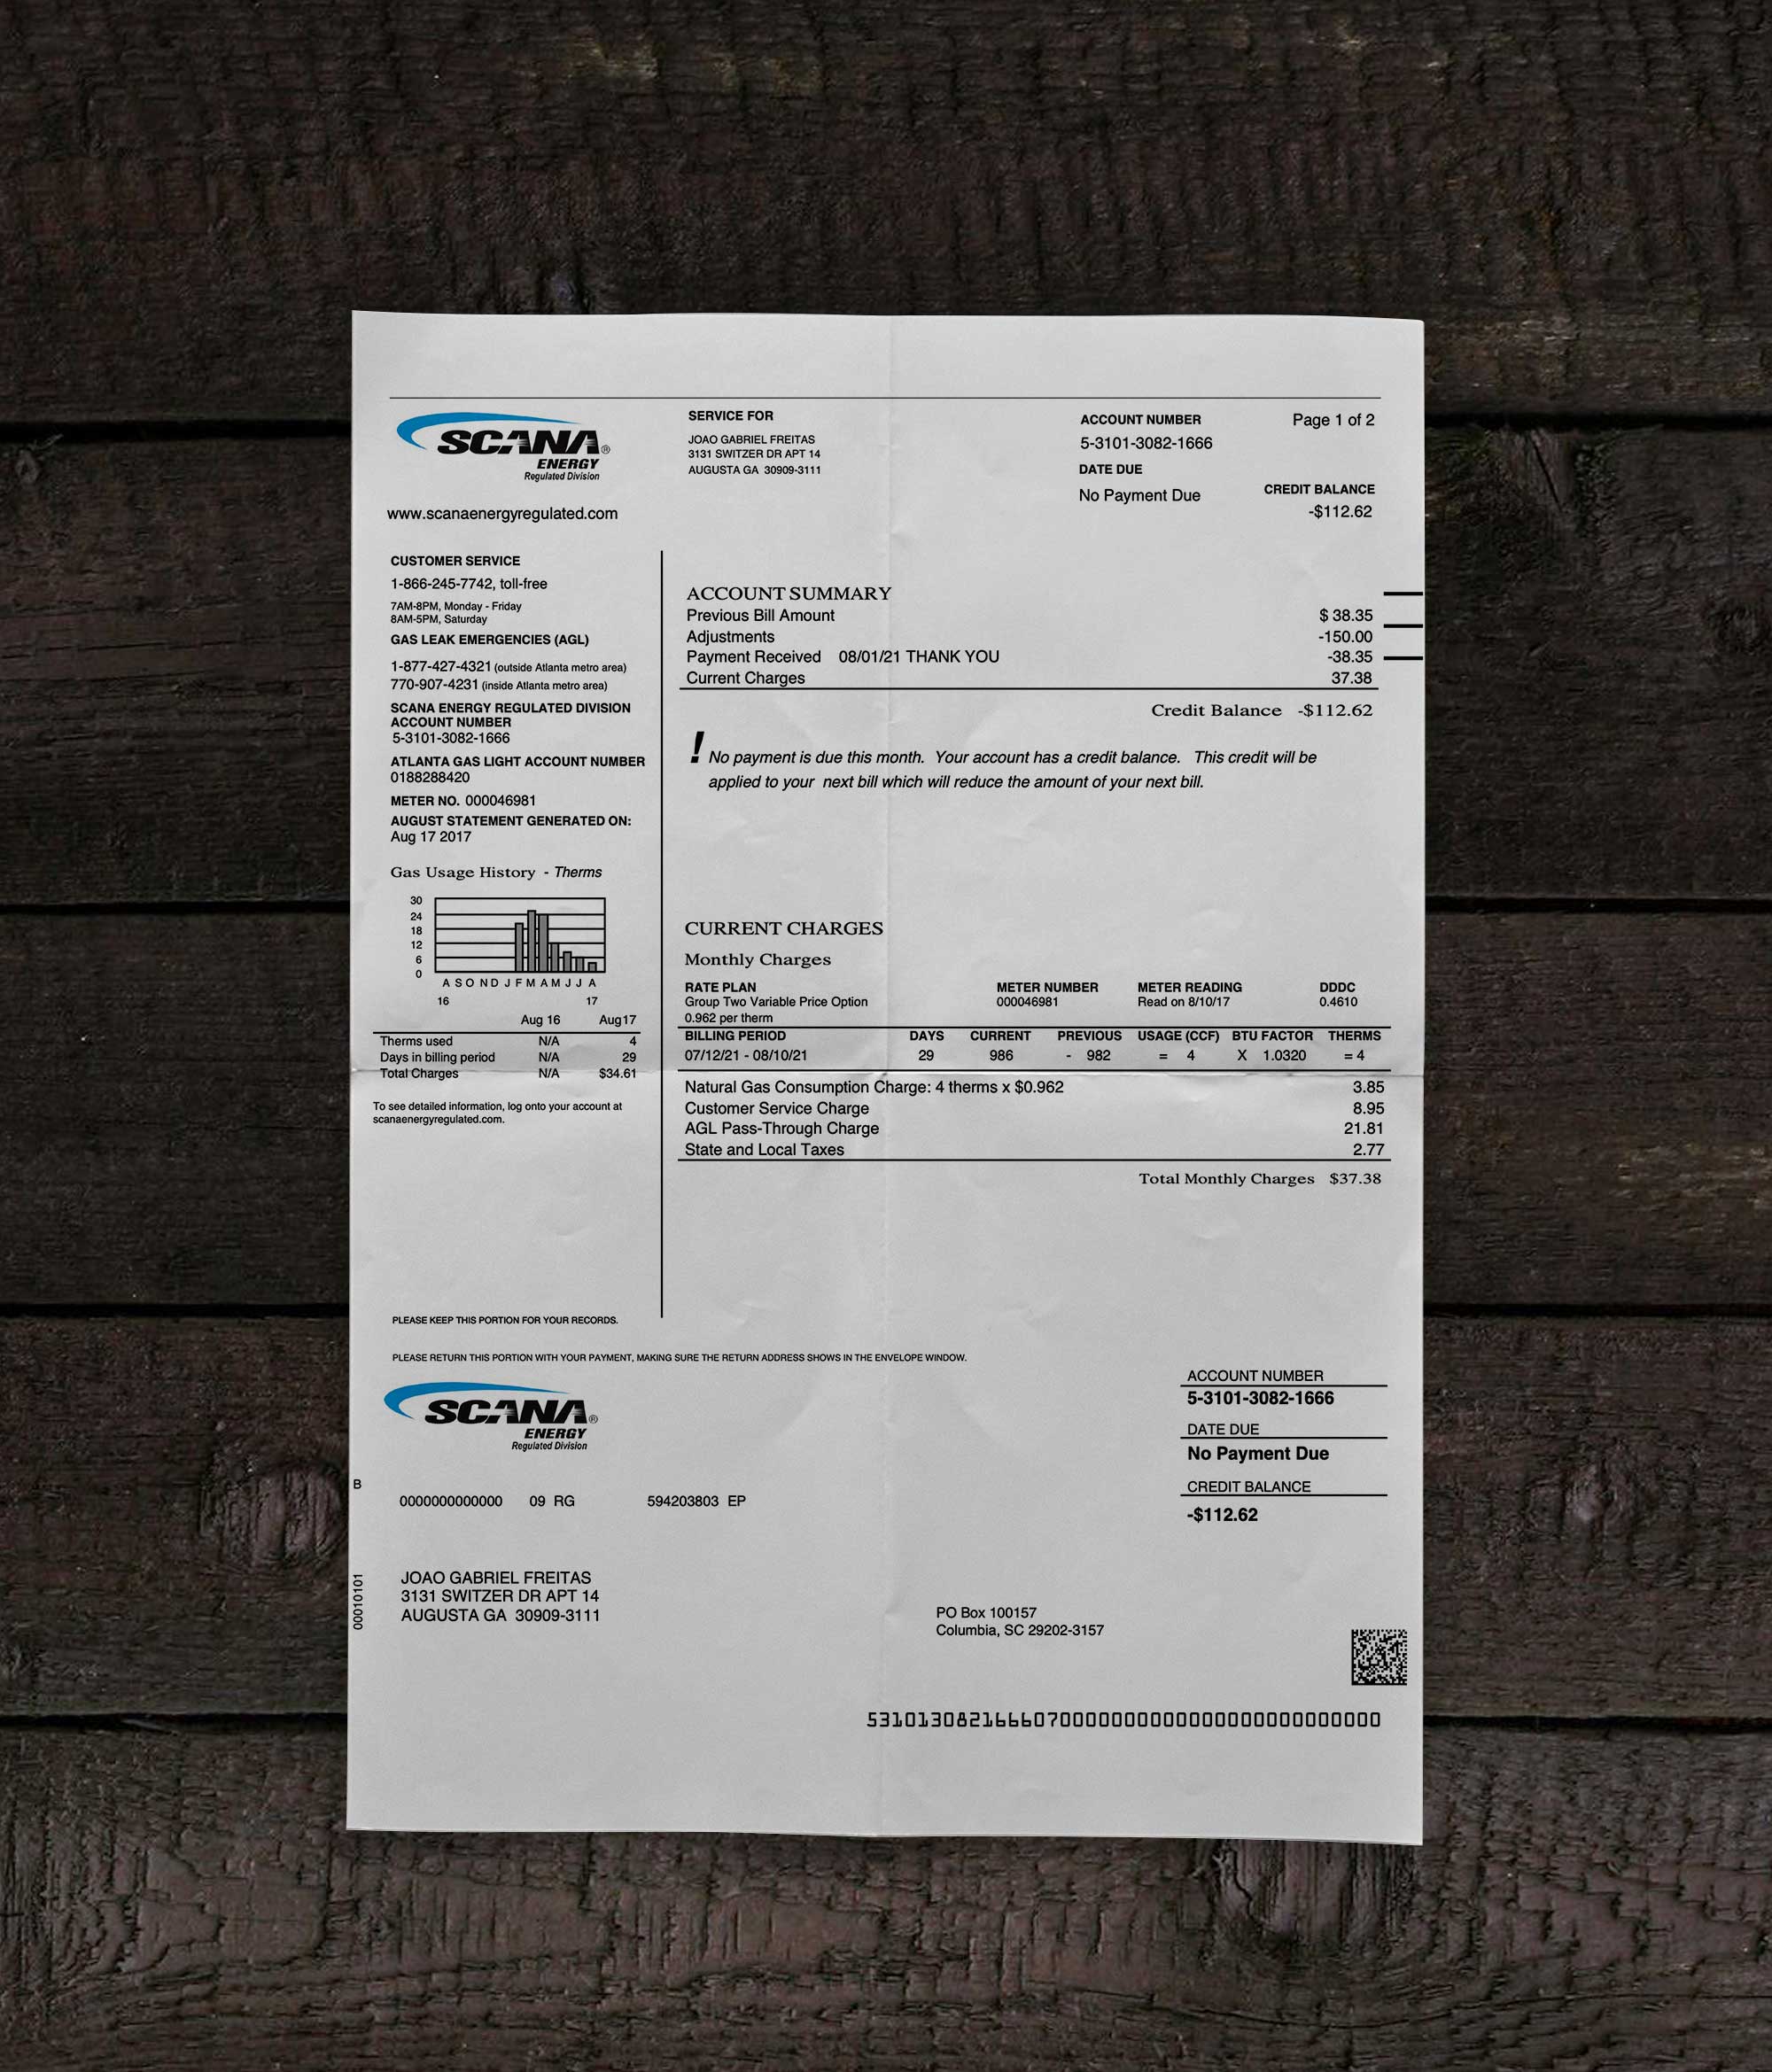 SCANA®
ENERGY
Regulated Division
www.scanaenergyregulated.com
SERVICE FOR
JOAO GABRIEL FREITAS
3131 SWITZER DR APT 14
AUGUSTA GA 30909-3111
ACCOUNT NUMBER
5-3101-3082-1666
DATE DUE
No Payment Due
Page 1 of 2
CREDIT BALANCE
-$112.62
CUSTOMER SERVICE
1-866-245-7742, toll-free
7AM-8PM, Monday - Friday
8AM-5PM, Saturday
GAS LEAK EMERGENCIES (AGL)
1-877-427-4321 (outside Atlanta metro area)
770-907-4231 (inside Atlanta metro area)
SCANA ENERGY REGULATED DIVISION
ACCOUNT NUMBER
5-3101-3082-1666
ATLANTA GAS LIGHT ACCOUNT NUMBER
0188288420
METER NO. 000046981
AUGUST STATEMENT GENERATED ON:
Aug 17 2017
Gas Usage History - Therms
30
24
18
12
6
0
A S O N D J F M A M J J A
16 17
Aug 16 Aug17
Therms used N/A 4
Days in billing period N/A 29
Total Charges N/A $34.61
To see detailed information, log onto your account at
scanaenergyregulated.com.
ACCOUNT SUMMARY
Previous Bill Amount $ 38.35
Adjustments -150.00
Payment Received 08/01/21 THANK YOU -38.35
Current Charges 37.38
Credit Balance -$112.62
! No payment is due this month. Your account has a credit balance. This credit will be
applied to your next bill which will reduce the amount of your next bill.
CURRENT CHARGES
Monthly Charges
RATE PLAN METER NUMBER METER READING DDDC
Group Two Variable Price Option 000046981 Read on 8/10/17 0.4610
0.962 per therm
BILLING PERIOD DAYS CURRENT PREVIOUS USAGE (CCF) BTU FACTOR THERMS
07/12/21 - 08/10/21 29 986 - 982 = 4 X 1.0320 = 4
Natural Gas Consumption Charge: 4 therms x $0.962 3.85
Customer Service Charge 8.95
AGL Pass-Through Charge 21.81
State and Local Taxes 2.77
Total Monthly Charges $37.38
PLEASE KEEP THIS PORTION FOR YOUR RECORDS.
PLEASE RETURN THIS PORTION WITH YOUR PAYMENT, MAKING SURE THE RETURN ADDRESS SHOWS IN THE ENVELOPE WINDOW.
SCANA®
ENERGY
Regulated Division
ACCOUNT NUMBER
5-3101-3082-1666
DATE DUE
No Payment Due
CREDIT BALANCE
-$112.62
B
0000000000000 09 RG 594203803 EP
00010101
JOAO GABRIEL FREITAS
3131 SWITZER DR APT 14
AUGUSTA GA 30909-3111
PO Box 100157
Columbia, SC 29202-3157